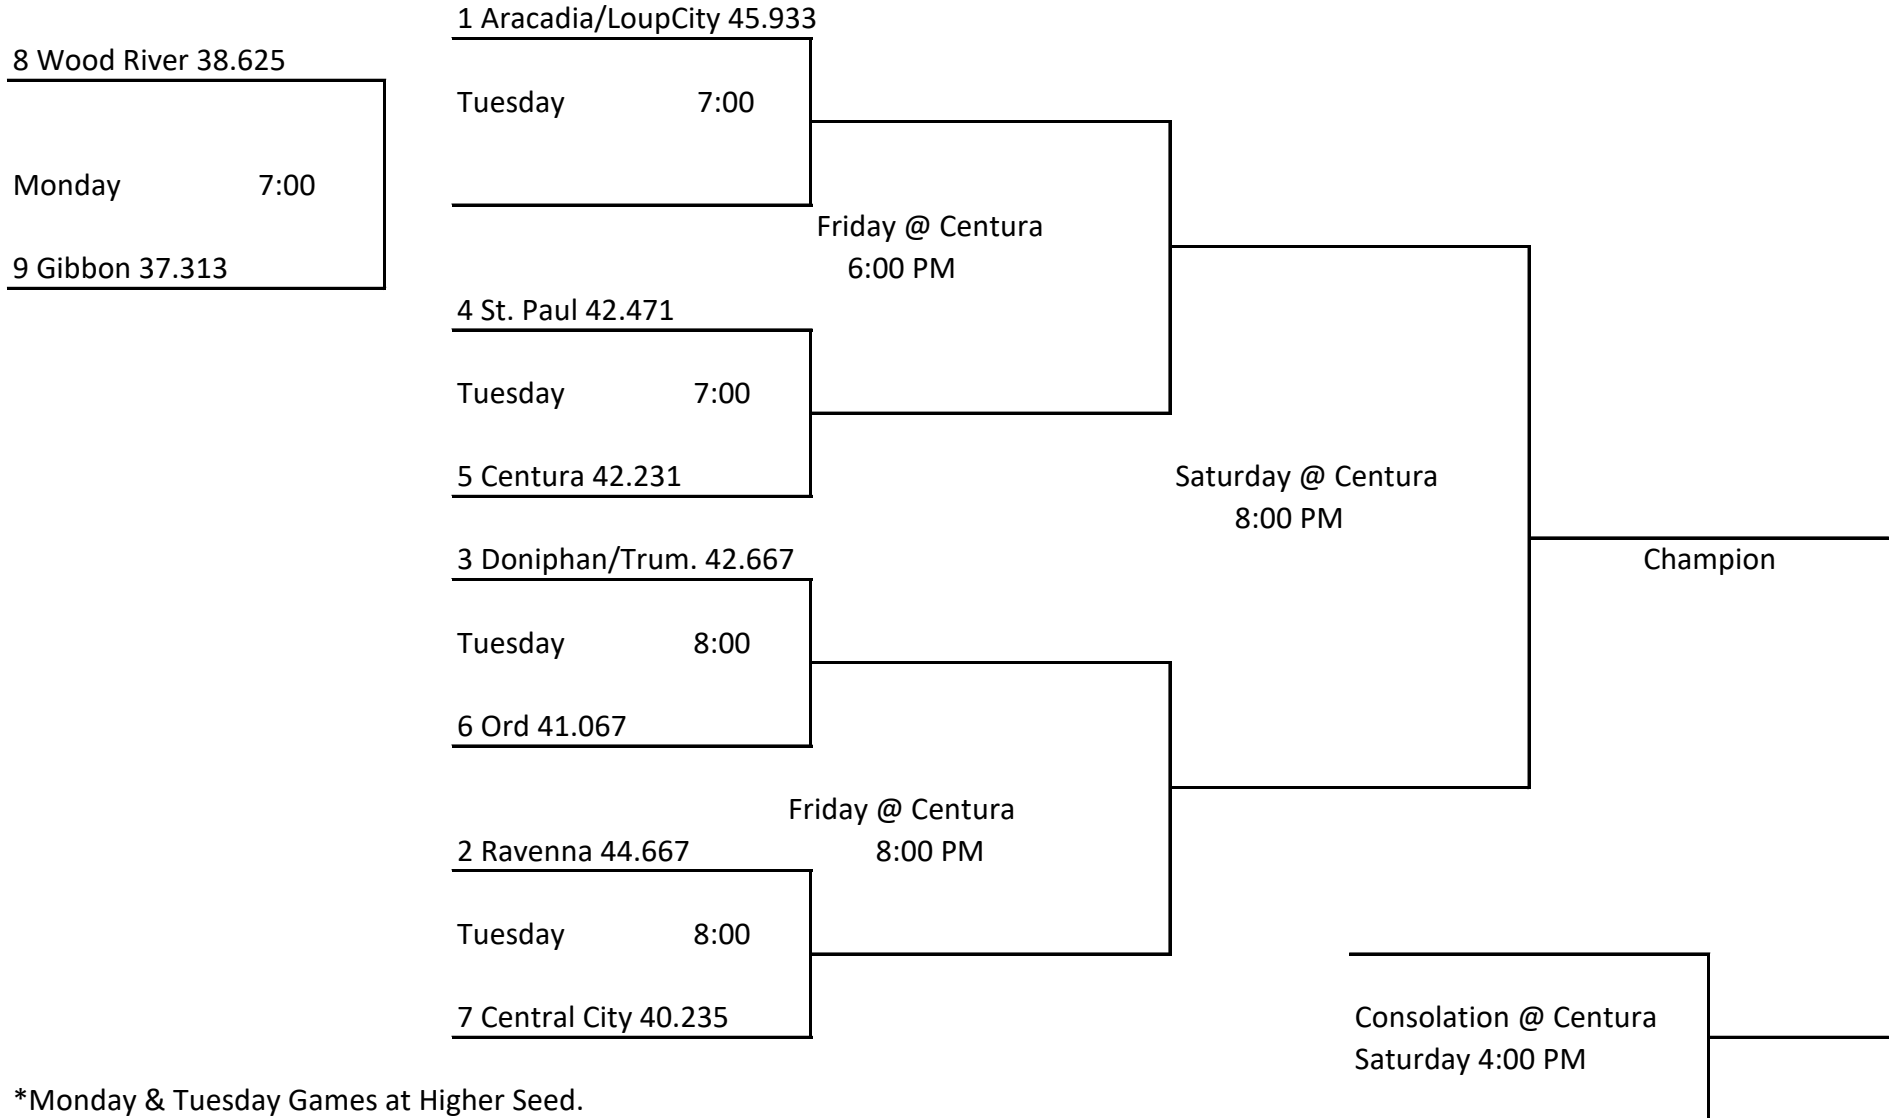 1 Aracadia/LoupCity 45.933
8 Wood River 38.625
Tuesday 7:00
Monday 7:00
Friday @ Centura
6:00 PM
9 Gibbon 37.313
4 St. Paul 42.471
Tuesday 7:00
5 Centura 42.231
Saturday @ Centura
8:00 PM
3 Doniphan/Trum. 42.667
Champion
Tuesday 8:00
6 Ord 41.067
Friday @ Centura
8:00 PM
2 Ravenna 44.667
Tuesday 8:00
7 Central City 40.235
Consolation @ Centura
Saturday 4:00 PM
*Monday & Tuesday Games at Higher Seed.